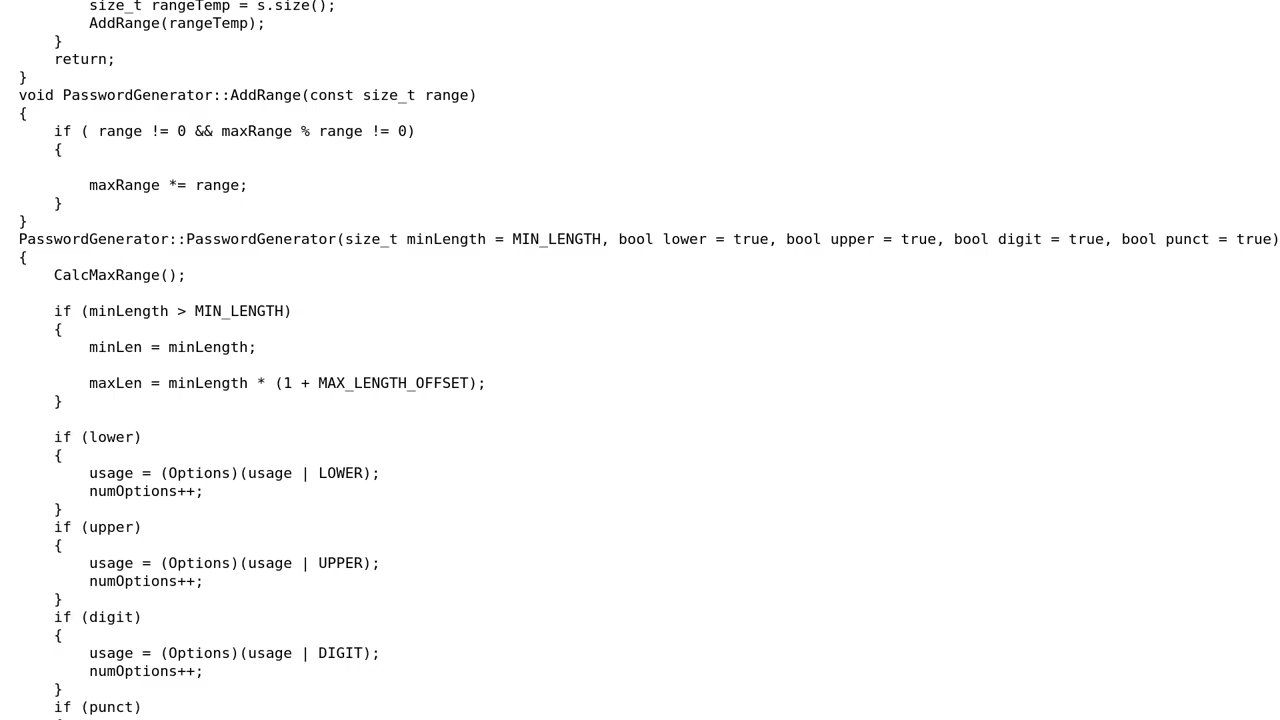 size_t rangeTemp = s.size();
        AddRange(rangeTemp);
    }
    return;
}
void PasswordGenerator::AddRange(const size_t range)
{
    if ( range != 0 && maxRange % range != 0)
    {

        maxRange *= range;
    }
}
PasswordGenerator::PasswordGenerator(size_t minLength = MIN_LENGTH, bool lower = true, bool upper = true, bool digit = true, bool punct = true)
{
    CalcMaxRange();

    if (minLength > MIN_LENGTH)
    {
        minLen = minLength;

        maxLen = minLength * (1 + MAX_LENGTH_OFFSET);
    }

    if (lower)
    {
        usage = (Options)(usage | LOWER);
        numOptions++;
    }
    if (upper)
    {
        usage = (Options)(usage | UPPER);
        numOptions++;
    }
    if (digit)
    {
        usage = (Options)(usage | DIGIT);
        numOptions++;
    }
    if (punct)